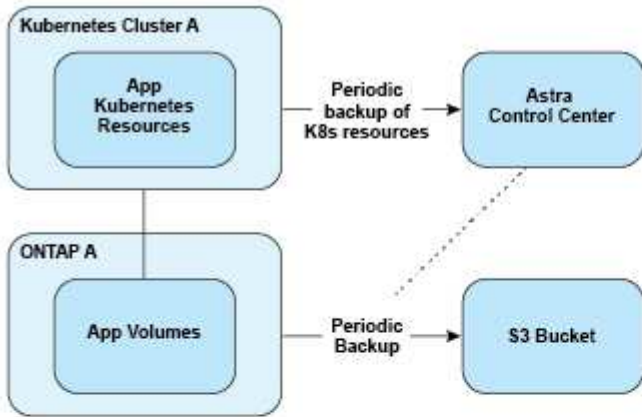 Kubernetes Cluster A
App
Kubernetes
Resources
Periodic
backup of
K8s resources
Astra
Control Center
ONTAP A
App Volumes
Periodic
Backup
S3 Bucket